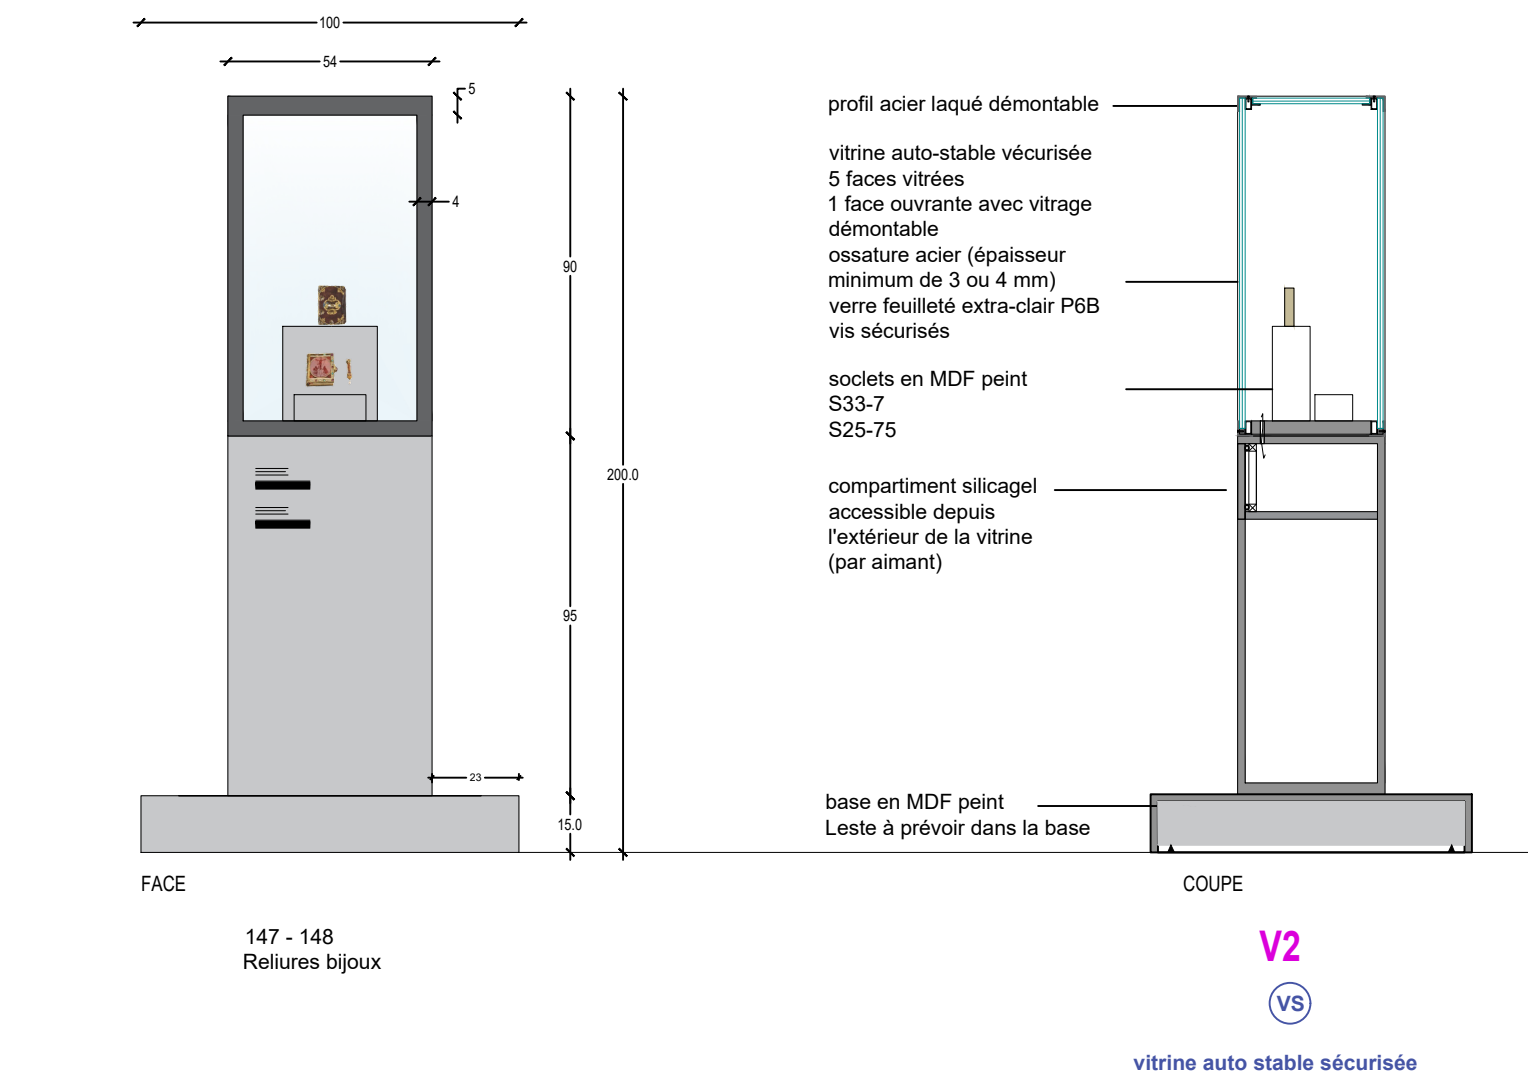 100
54
5
4
90
200.0
95
23
15.0
FACE
147 - 148
Reliures bijoux
profil acier laqué démontable
vitrine auto-stable vécurisée
5 faces vitrées
1 face ouvrante avec vitrage
démontable
ossature acier (épaisseur
minimum de 3 ou 4 mm)
verre feuilleté extra-clair P6B
vis sécurisés
soclets en MDF peint
S33-7
S25-75
compartiment silicagel
accessible depuis
l'extérieur de la vitrine
(par aimant)
base en MDF peint
Leste à prévoir dans la base
COUPE
V2
VS
vitrine auto stable sécurisée